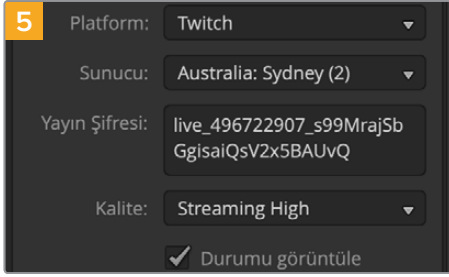 5
Platform: Twitch
Sunucu: Australia: Sydney (2)
Yayın Şifresi: live_496722907_s99MrajSb
GgisaiQsV2x5BAUvQ
Kalite: Streaming High
Durumu görüntüle